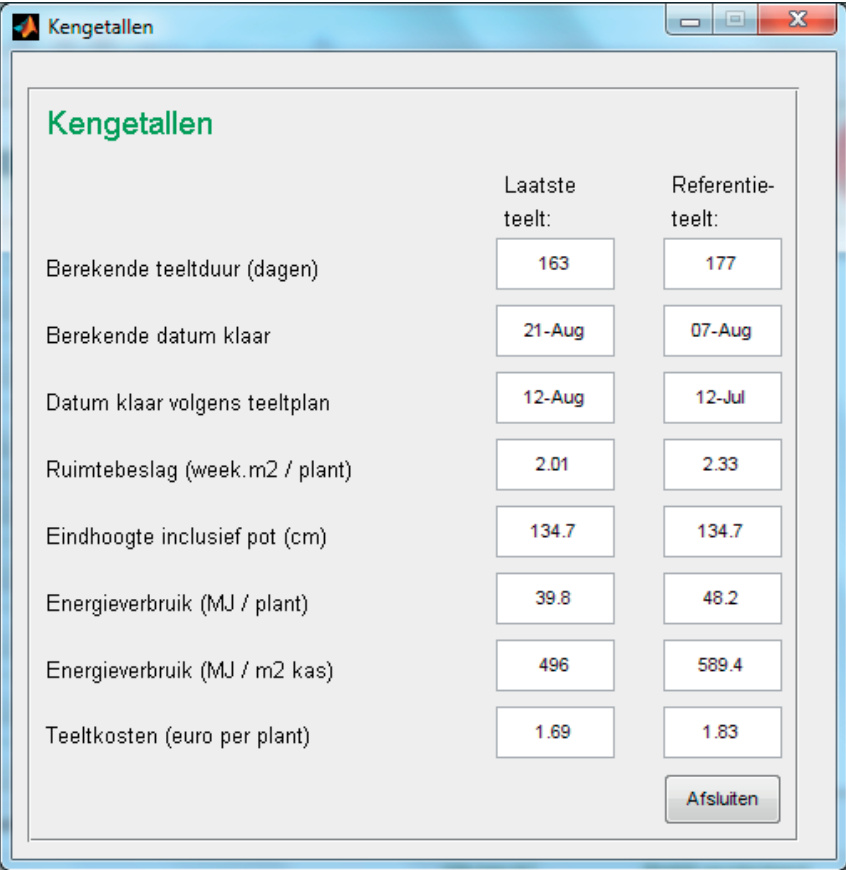 Kengetallen
Kengetallen
Laatste Referentie-
teelt: teelt:
Berekende teeltduur (dagen) 163 177
Berekende datum klaar 21-Aug 07-Aug
Datum klaar volgens teeltplan 12-Aug 12-Jul
Ruimtebeslag (week.m2 / plant) 2.01 2.33
Eindhoogte inclusief pot (cm) 134.7 134.7
Energieverbruik (MJ / plant) 39.8 48.2
Energieverbruik (MJ / m2 kas) 496 589.4
Teeltkosten (euro per plant) 1.69 1.83
Afsluiten